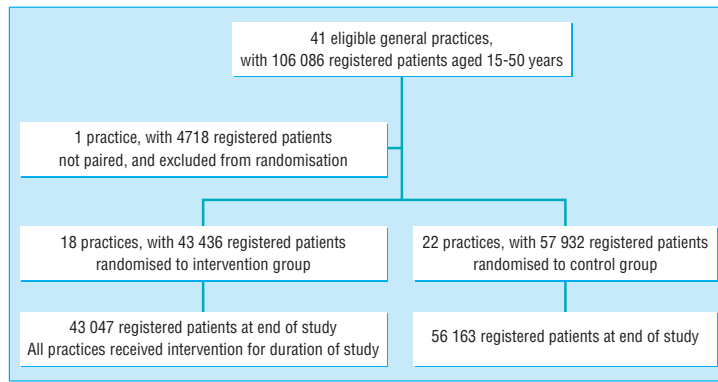 41 eligible general practices,
with 106 086 registered patients aged 15-50 years
1 practice, with 4718 registered patients
not paired, and excluded from randomisation
18 practices, with 43 436 registered patients
randomised to intervention group
22 practices, with 57 932 registered patients
randomised to control group
43 047 registered patients at end of study
All practices received intervention for duration of study
56 163 registered patients at end of study